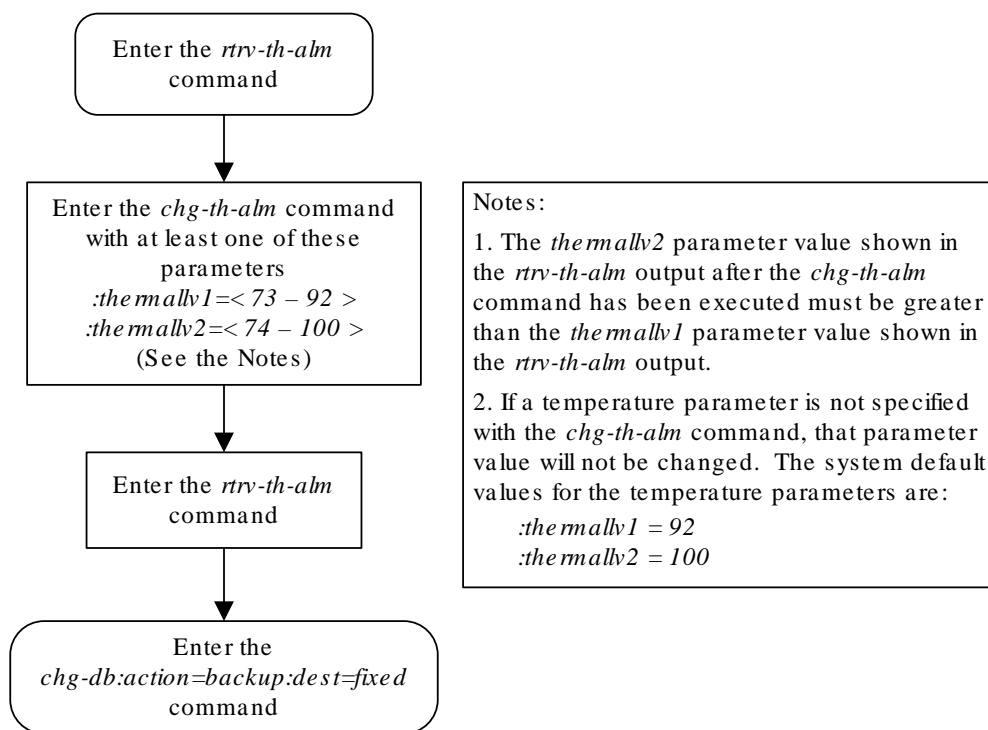 Enter the rtrv-th-alm
command
Enter the chg-th-alm command
with at least one of these
parameters
:thermallv1=< 73 – 92 >
:thermallv2=< 74 – 100 >
(See the Notes)
Enter the rtrv-th-alm
command
Enter the
chg-db:action=backup:dest=fixed
command
Notes:
1. The thermallv2 parameter value shown in
the rtrv-th-alm output after the chg-th-alm
command has been executed must be greater
than the thermallv1 parameter value shown in
the rtrv-th-alm output.
2. If a temperature parameter is not specified
with the chg-th-alm command, that parameter
value will not be changed. The system default
values for the temperature parameters are:
:thermallv1 = 92
:thermallv2 = 100